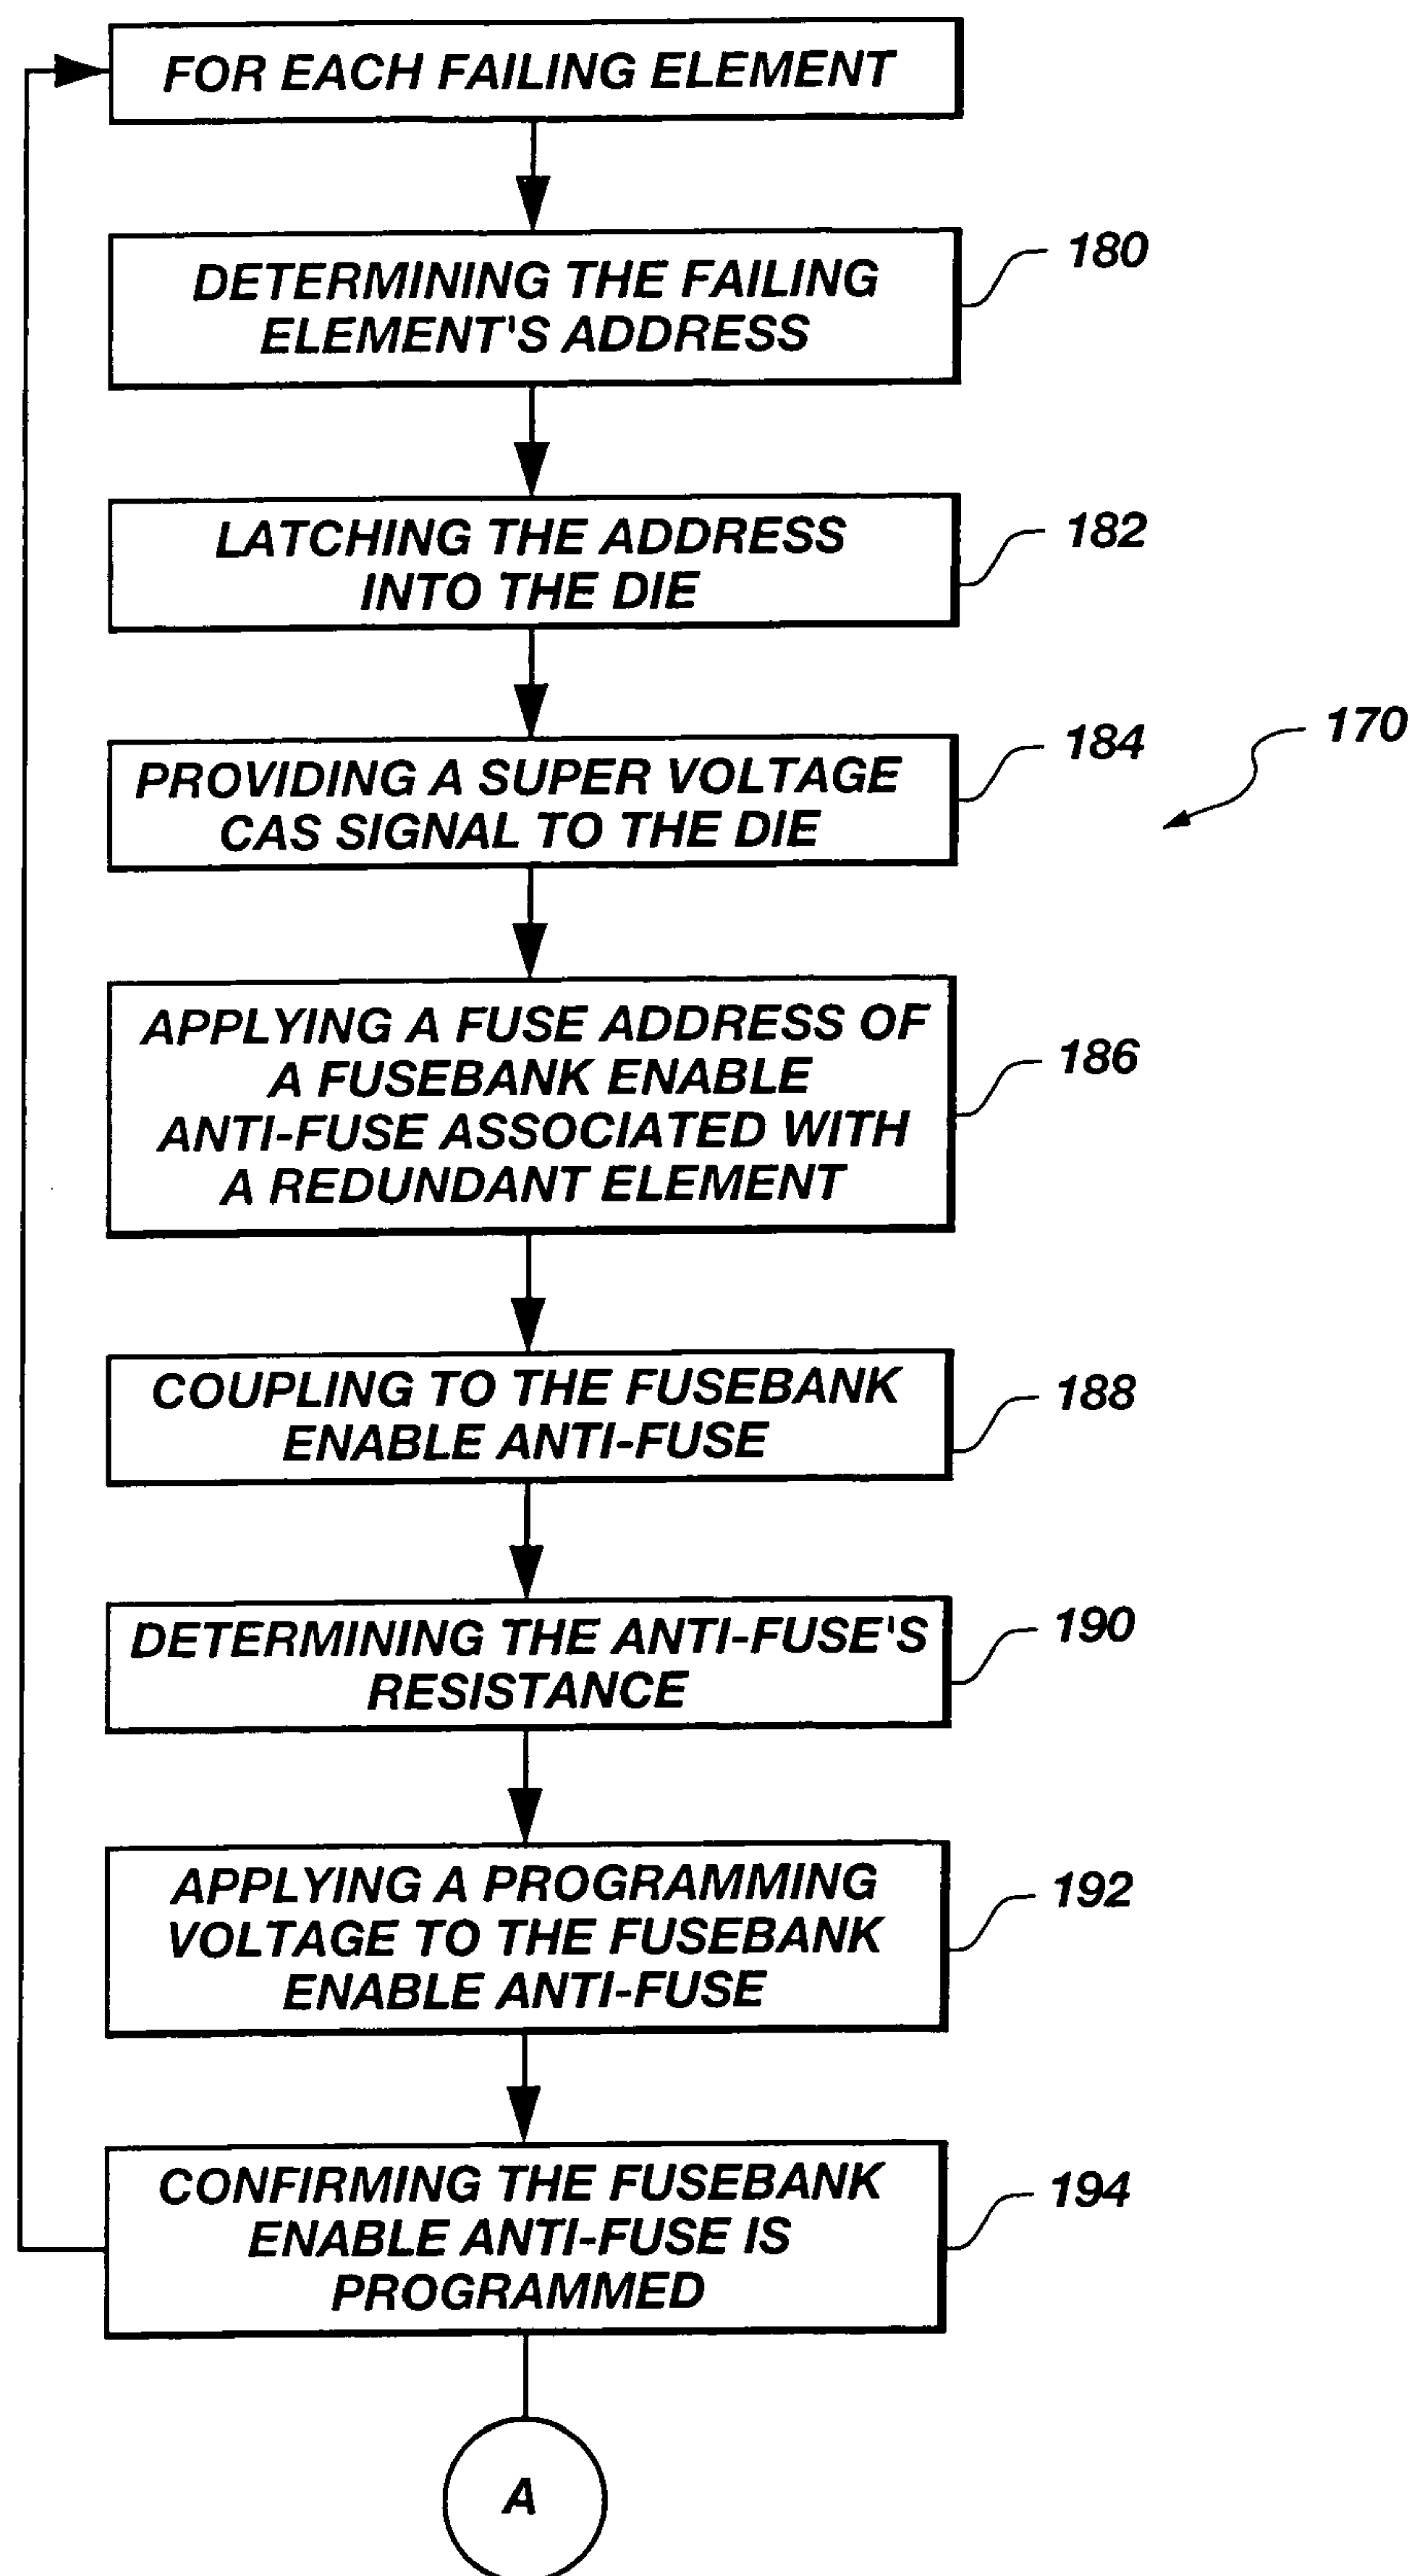 FOR EACH FAILING ELEMENT
DETERMINING THE FAILING
ELEMENT'S ADDRESS
180
LATCHING THE ADDRESS
INTO THE DIE
182
PROVIDING A SUPER VOLTAGE
CAS SIGNAL TO THE DIE
184
170
APPLYING A FUSE ADDRESS OF
A FUSEBANK ENABLE
ANTI-FUSE ASSOCIATED WITH
A REDUNDANT ELEMENT
186
COUPLING TO THE FUSEBANK
ENABLE ANTI-FUSE
188
DETERMINING THE ANTI-FUSE'S
RESISTANCE
190
APPLYING A PROGRAMMING
VOLTAGE TO THE FUSEBANK
ENABLE ANTI-FUSE
192
CONFIRMING THE FUSEBANK
ENABLE ANTI-FUSE IS
PROGRAMMED
194
A